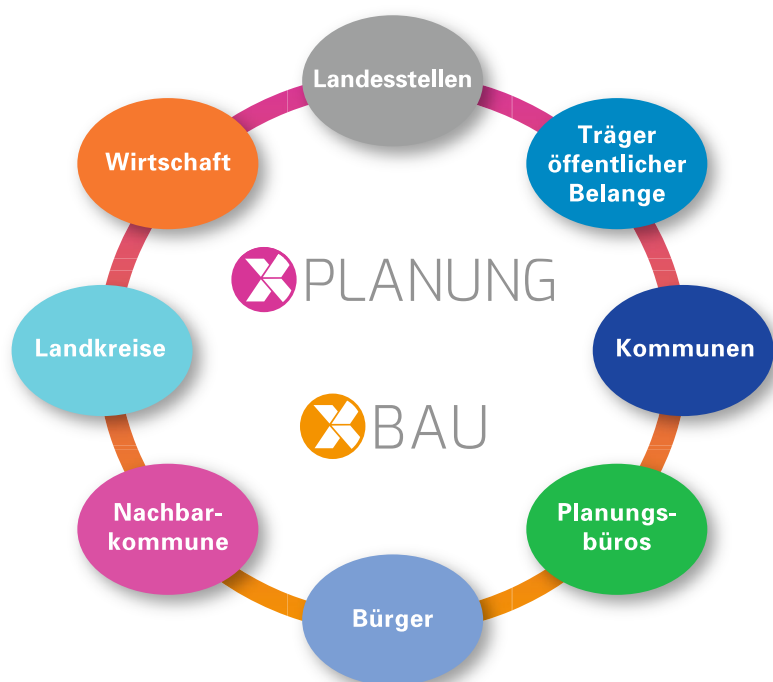 Landesstellen
Träger
öffentlicher
Belange
Wirtschaft
XPLANUNG
Landkreise
Kommunen
XBAU
Nachbar-
kommune
Planungs-
büros
Bürger